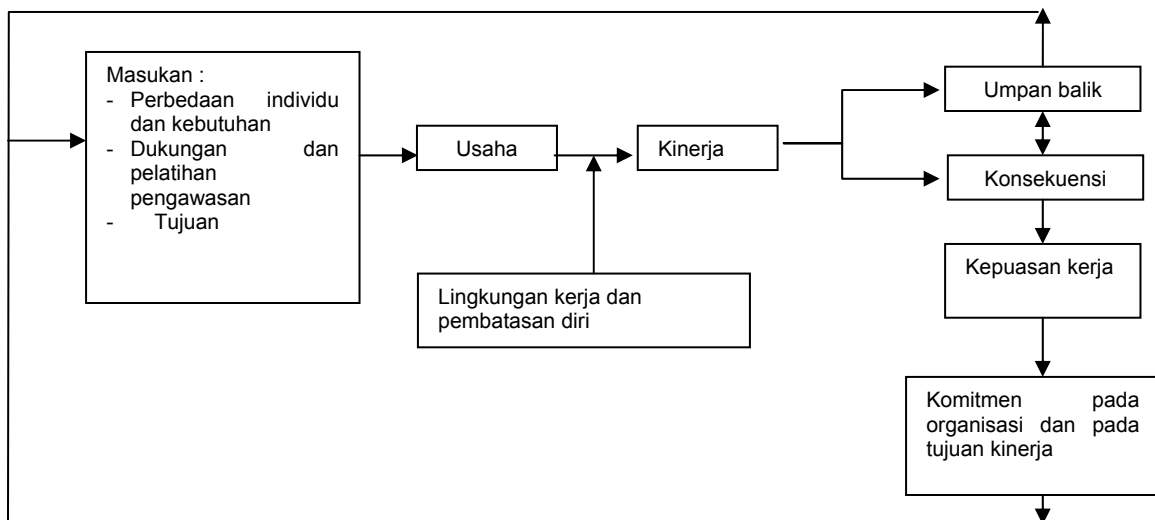 Masukan :
- Perbedaan individu
dan kebutuhan
- Dukungan dan
pelatihan
pengawasan
- Tujuan
Usaha
Kinerja
Umpan balik
Konsekuensi
Kepuasan kerja
Lingkungan kerja dan
pembatasan diri
Komitmen pada
organisasi dan pada
tujuan kinerja